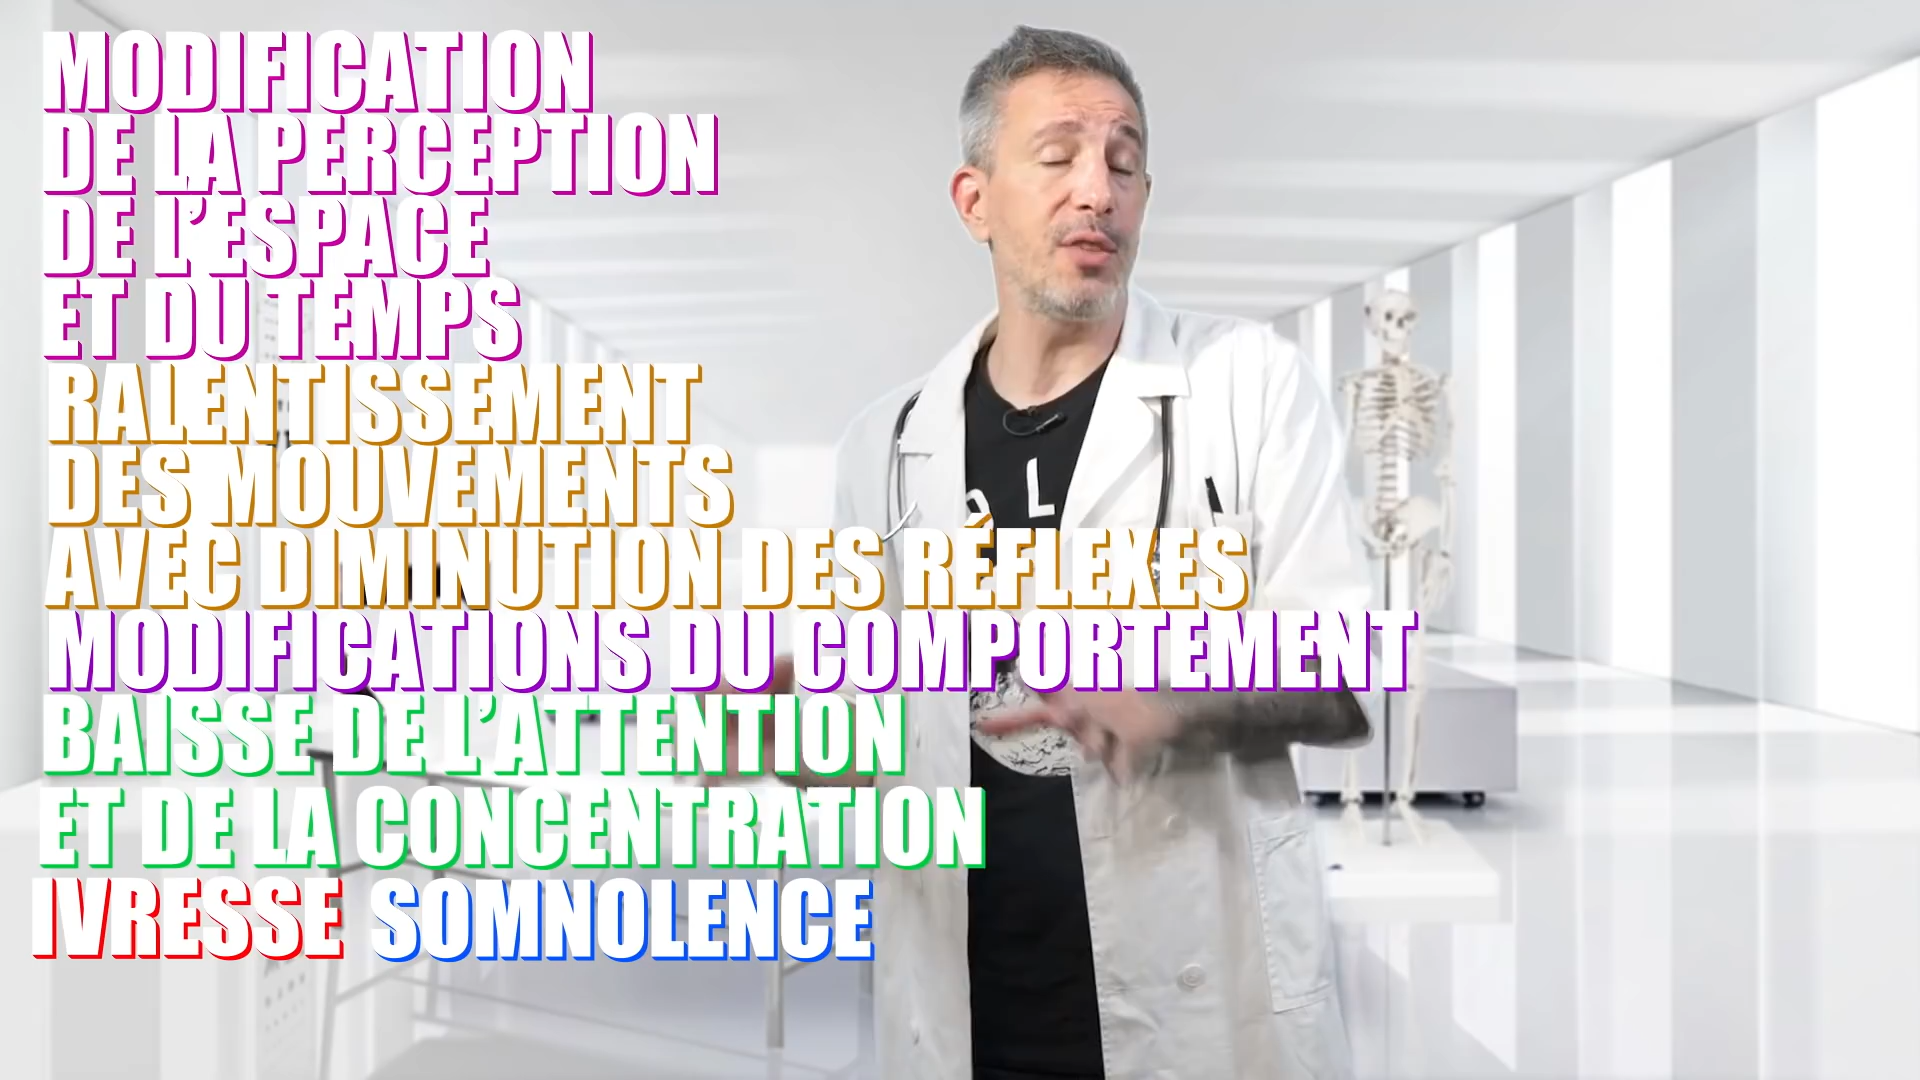 MODIFICATION
DE LA PERCEPTION
DE L'ESPACE
ET DU TEMPS
RALENTISSEMENT
DES MOUVEMENTS
AVEC DIMINUTION DES RÉFLEXES
MODIFICATIONS DU COMPORTEMENT
BAISSE DE L'ATTENTION
ET DE LA CONCENTRATION
IVRESSE SOMNOLENCE